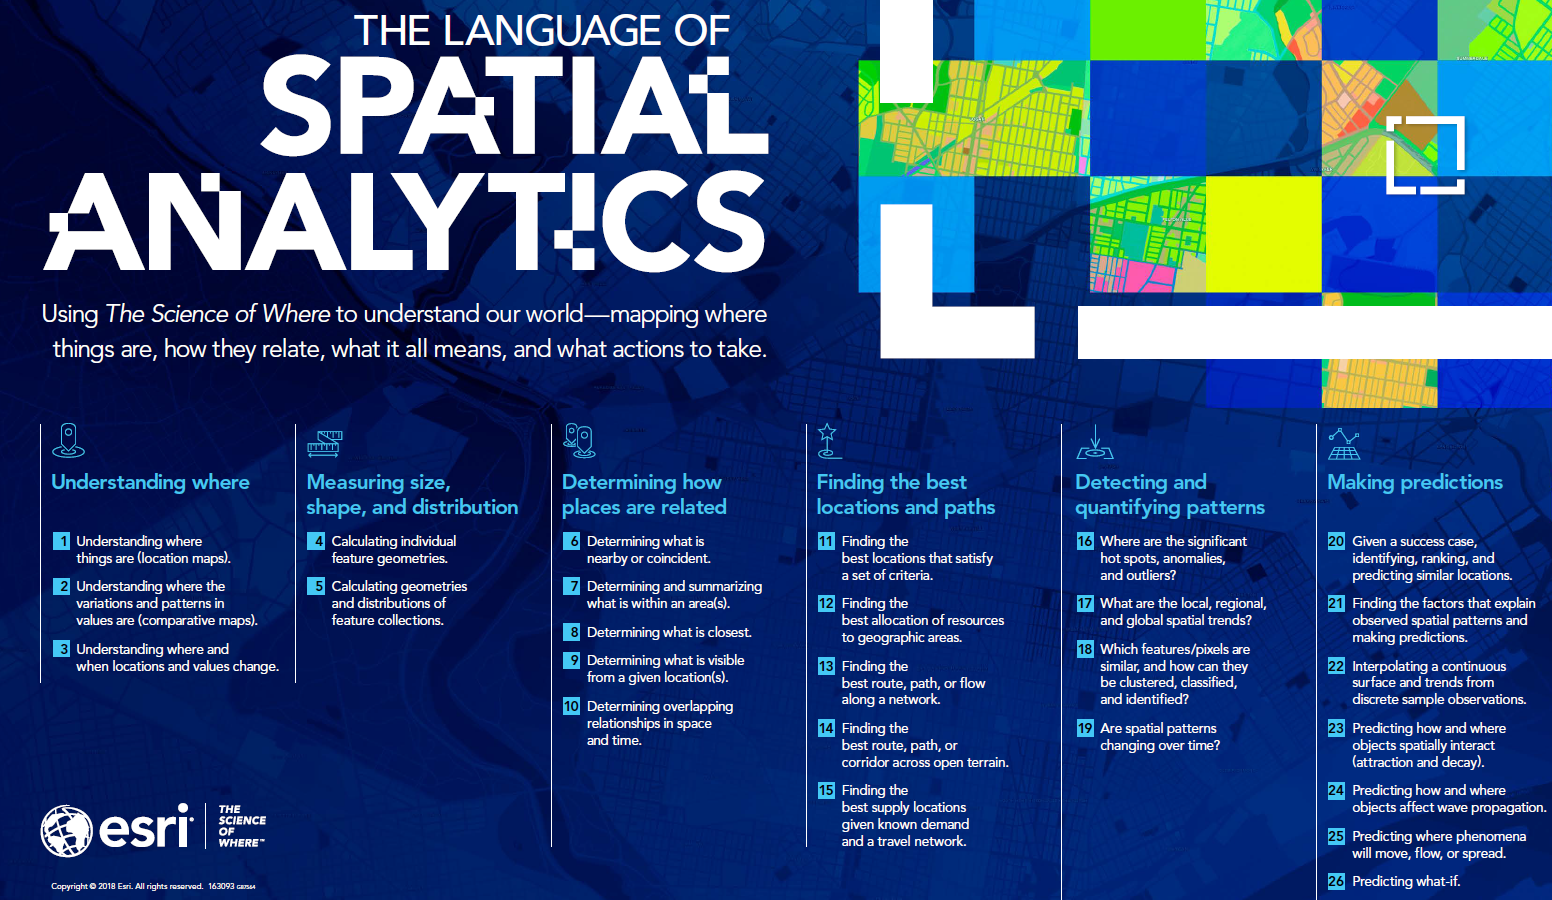 THE LANGUAGE OF
SPATIAL
ANALYTICS
Using The Science of Where to understand our world—mapping where
things are, how they relate, what it all means, and what actions to take.
Understanding where
1 Understanding where
things are (location maps).
2 Understanding where the
variations and patterns in
values are (comparative maps).
3 Understanding where and
when locations and values change.
Measuring size,
shape, and distribution
4 Calculating individual
feature geometries.
5 Calculating geometries
and distributions of
feature collections.
Determining how
places are related
6 Determining what is
nearby or coincident.
7 Determining and summarizing
what is within an area(s).
8 Determining what is closest.
9 Determining what is visible
from a given location(s).
10 Determining overlapping
relationships in space
and time.
Finding the best
locations and paths
11 Finding the
best locations that satisfy
a set of criteria.
12 Finding the
best allocation of resources
to geographic areas.
13 Finding the
best route, path, or flow
along a network.
14 Finding the
best route, path, or
corridor across open terrain.
15 Finding the
best supply locations
given known demand
and a travel network.
Detecting and
quantifying patterns
16 Where are the significant
hot spots, anomalies,
and outliers?
17 What are the local, regional,
and global spatial trends?
18 Which features/pixels are
similar, and how can they
be clustered, classified,
and identified?
19 Are spatial patterns
changing over time?
Making predictions
20 Given a success case,
identifying, ranking, and
predicting similar locations.
21 Finding the factors that explain
observed spatial patterns and
making predictions.
22 Interpolating a continuous
surface and trends from
discrete sample observations.
23 Predicting how and where
objects spatially interact
(attraction and decay).
24 Predicting how and where
objects affect wave propagation.
25 Predicting where phenomena
will move, flow, or spread.
26 Predicting what-if.
esri
THE
SCIENCE
OF
WHERE™
Copyright © 2018 Esri. All rights reserved. 163093 G87564